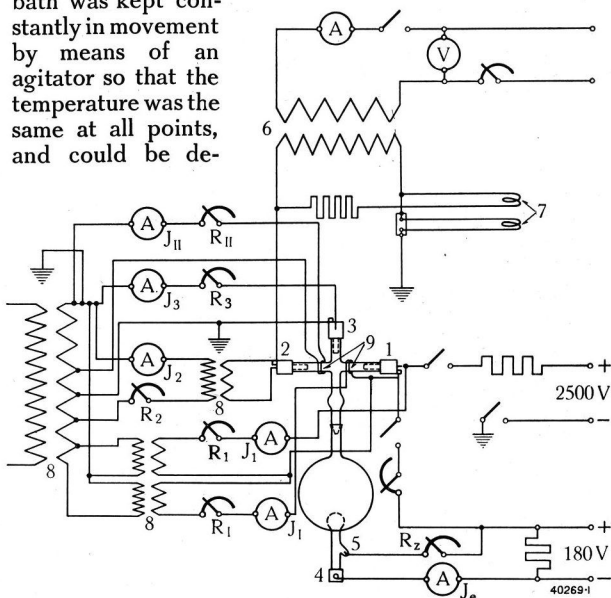 bath was kept con-
stantly in movement
by means of an
agitator so that the
temperature was the
same at all points,
and could be de-
A
V
6
7
A J_II R_II
A J_3 R_3
3
9
2
1
A J_2
8
R_2
2500 V
+
−
R_1 J_1 A
8
8
R_I A J_I
5
R_z
+
180 V
4
A J_e
−
40269-I